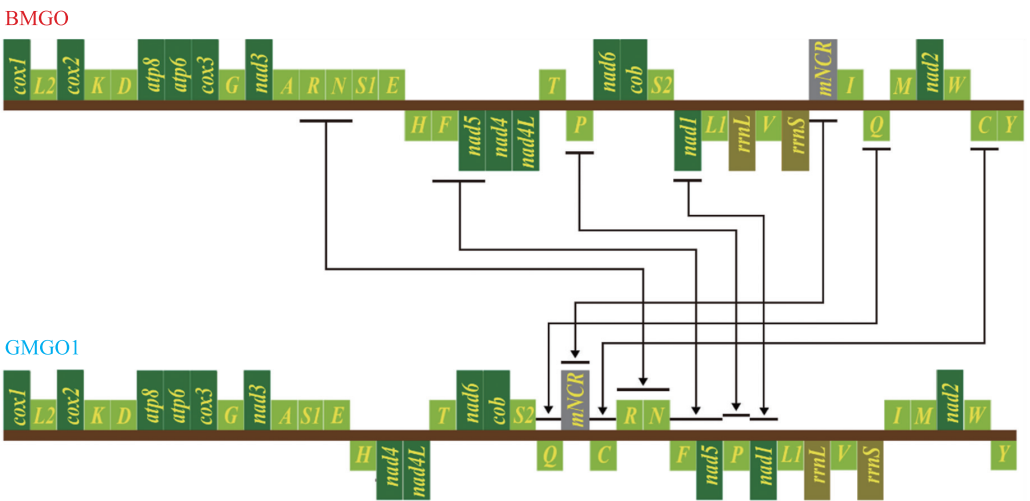 BMGO
cox1 L2 cox2 K D atp8 atp6 cox3 G nad3 A R N S1 E T nad6 cob S2 mNCR I M nad2 W
H F nad5 nad4 nad4L P nad1 L1 rrnL V rrnS Q C Y
GMGO1
cox1 L2 cox2 K D atp8 atp6 cox3 G nad3 A S1 E T nad6 cob S2 mNCR R N I M nad2 W
H nad4 nad4L Q C F nad5 P nad1 L1 rrnL V rrnS Y